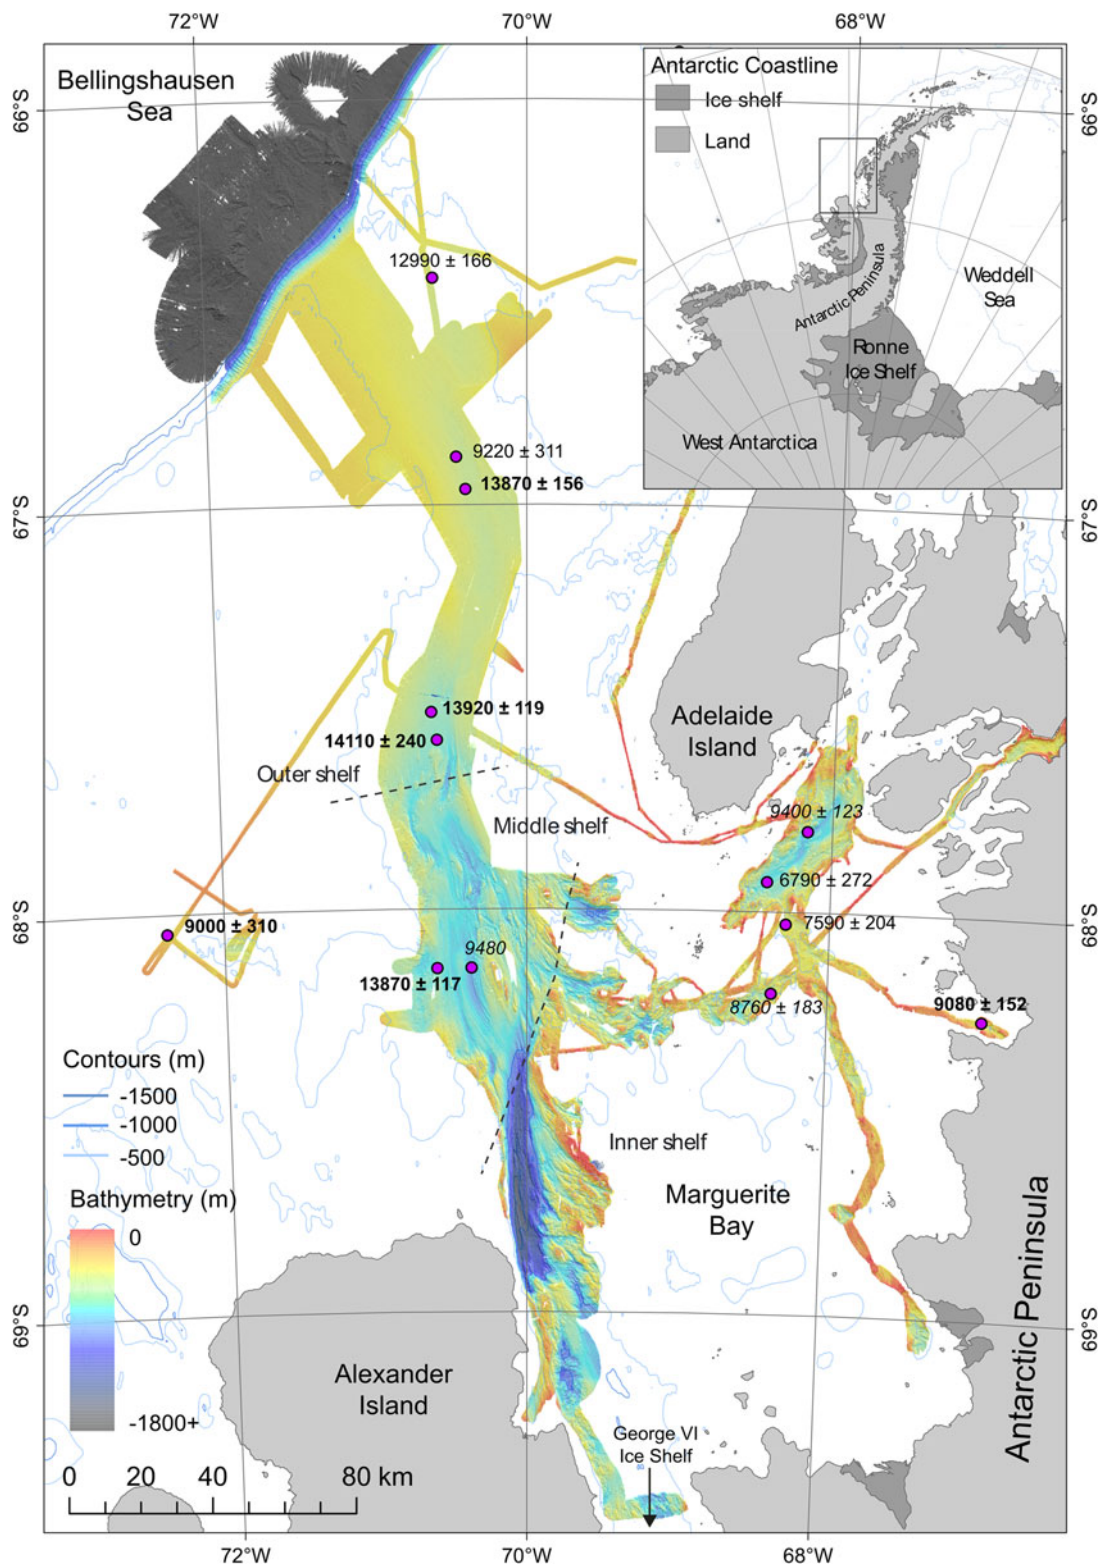 72°W
70°W
68°W
Bellingshausen
Sea
66°S
66°S
Antarctic Coastline
Ice shelf
Land
Weddell
Sea
Antarctic Peninsula
Ronne
Ice Shelf
West Antarctica
12990 ± 166
9220 ± 311
13870 ± 156
67°S
67°S
13920 ± 119
14110 ± 240
Outer shelf
Middle shelf
Adelaide
Island
9400 ± 123
6790 ± 272
7590 ± 204
68°S
68°S
9000 ± 310
9480
13870 ± 117
8760 ± 183
9080 ± 152
Contours (m)
-1500
-1000
-500
Inner shelf
Marguerite
Bay
Bathymetry (m)
0
-1800+
Antarctic Peninsula
69°S
69°S
Alexander
Island
George VI
Ice Shelf
0 20 40 80 km
72°W
70°W
68°W